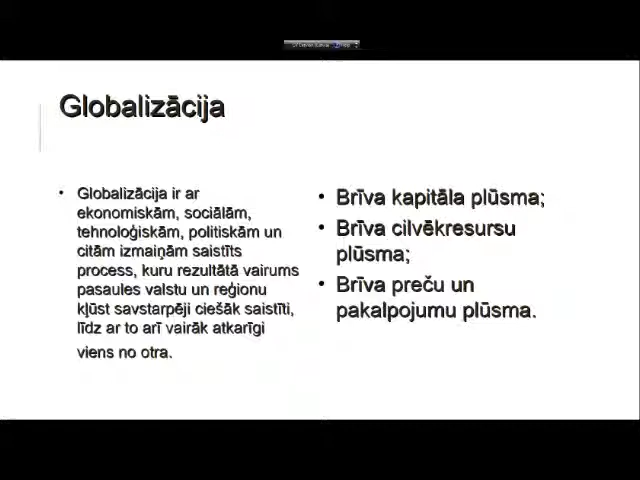 Globalizācija
• Globalizācija ir ar
ekonomiskām, sociālām,
tehnoloģiskām, politiskām un
citām izmaiņām saistīts
process, kuru rezultātā vairums
pasaules valstu un reģionu
kļūst savstarpēji ciešāk saistīti,
līdz ar to arī vairāk atkarīgi
viens no otra.
• Brīva kapitāla plūsma;
• Brīva cilvēkresursu
plūsma;
• Brīva preču un
pakalpojumu plūsma.